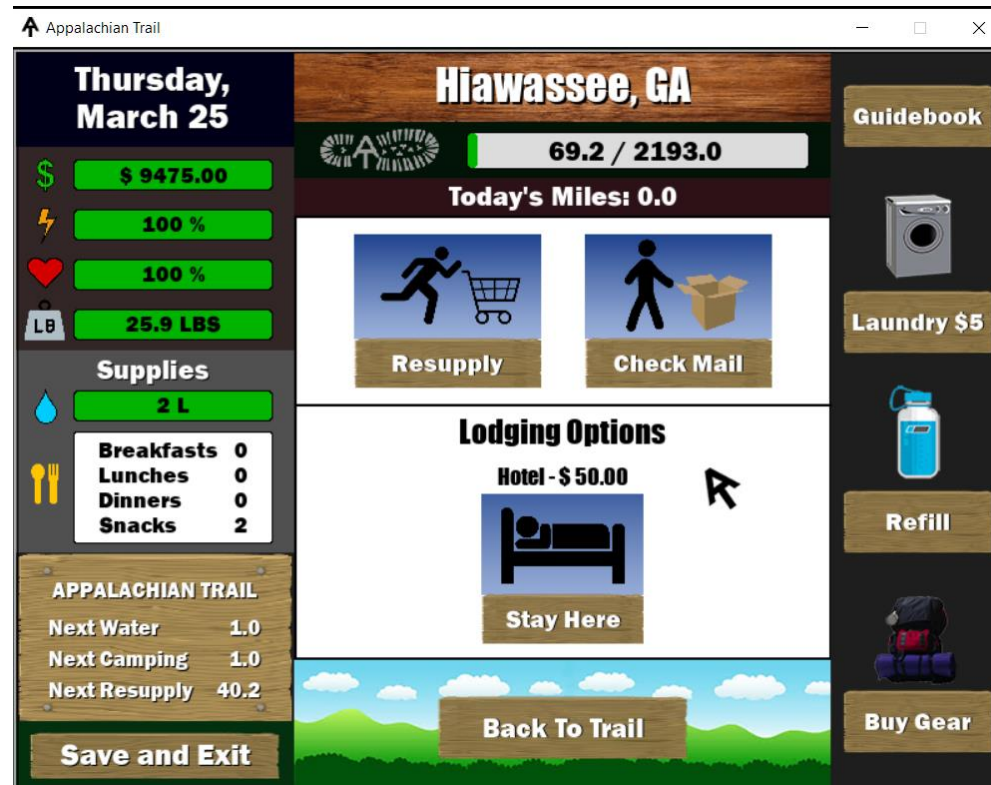 Appalachian Trail
Thursday,
March 25
$ 9475.00
100 %
100 %
LB
25.9 LBS
Supplies
2 L
Breakfasts 0
Lunches 0
Dinners 0
Snacks 2
APPALACHIAN TRAIL
Next Water 1.0
Next Camping 1.0
Next Resupply 40.2
Save and Exit
Hiawassee, GA
69.2 / 2193.0
Today's Miles: 0.0
Resupply
Check Mail
Lodging Options
Hotel - $ 50.00
Stay Here
Back To Trail
Guidebook
Laundry $5
Refill
Buy Gear